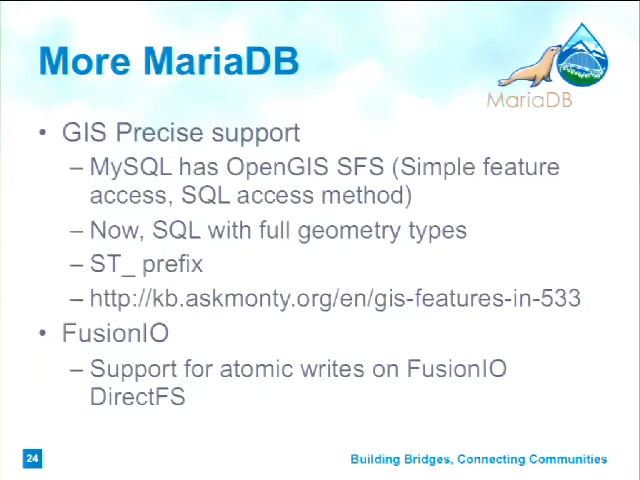 More MariaDB
MariaDB
• GIS Precise support
– MySQL has OpenGIS SFS (Simple feature
access, SQL access method)
– Now, SQL with full geometry types
– ST_ prefix
– http://kb.askmonty.org/en/gis-features-in-533
• FusionIO
– Support for atomic writes on FusionIO
DirectFS
24
Building Bridges, Connecting Communities